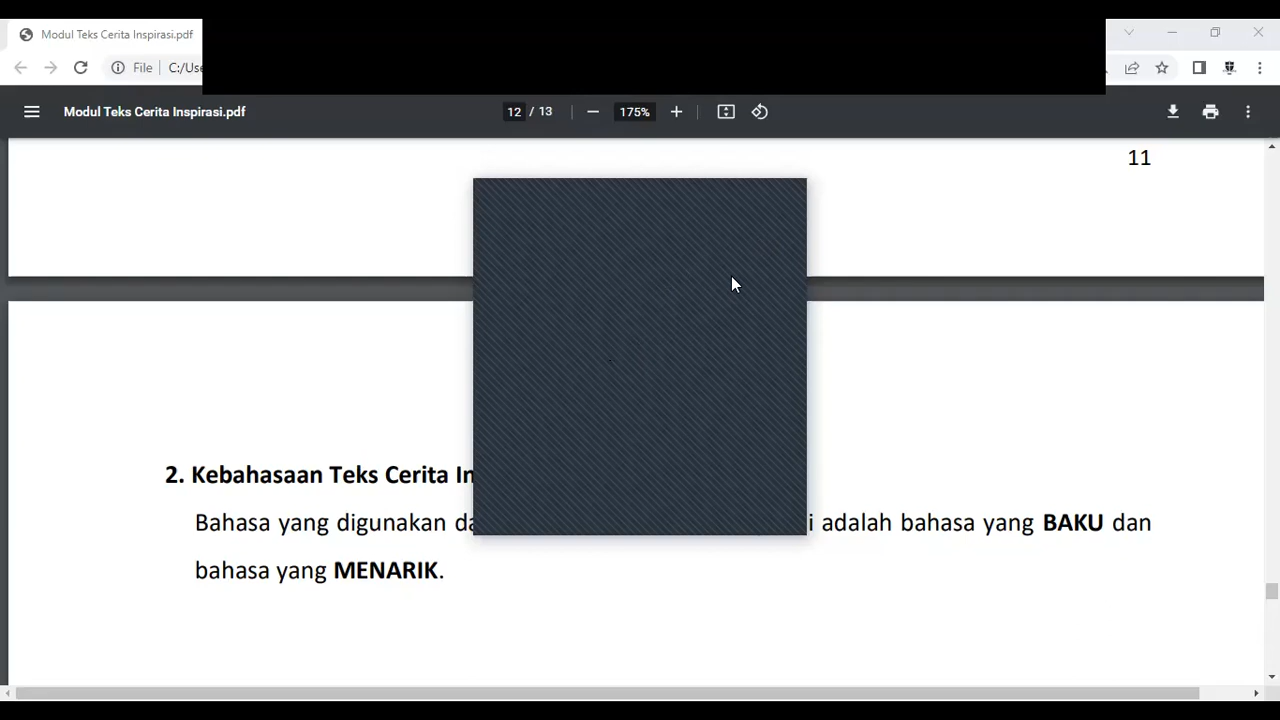 Modul Teks Cerita Inspirasi.pdf
File C:/Use
Modul Teks Cerita Inspirasi.pdf 12 / 13 175%
11
2. Kebahasaan Teks Cerita In
Bahasa yang digunakan da i adalah bahasa yang BAKU dan
bahasa yang MENARIK.